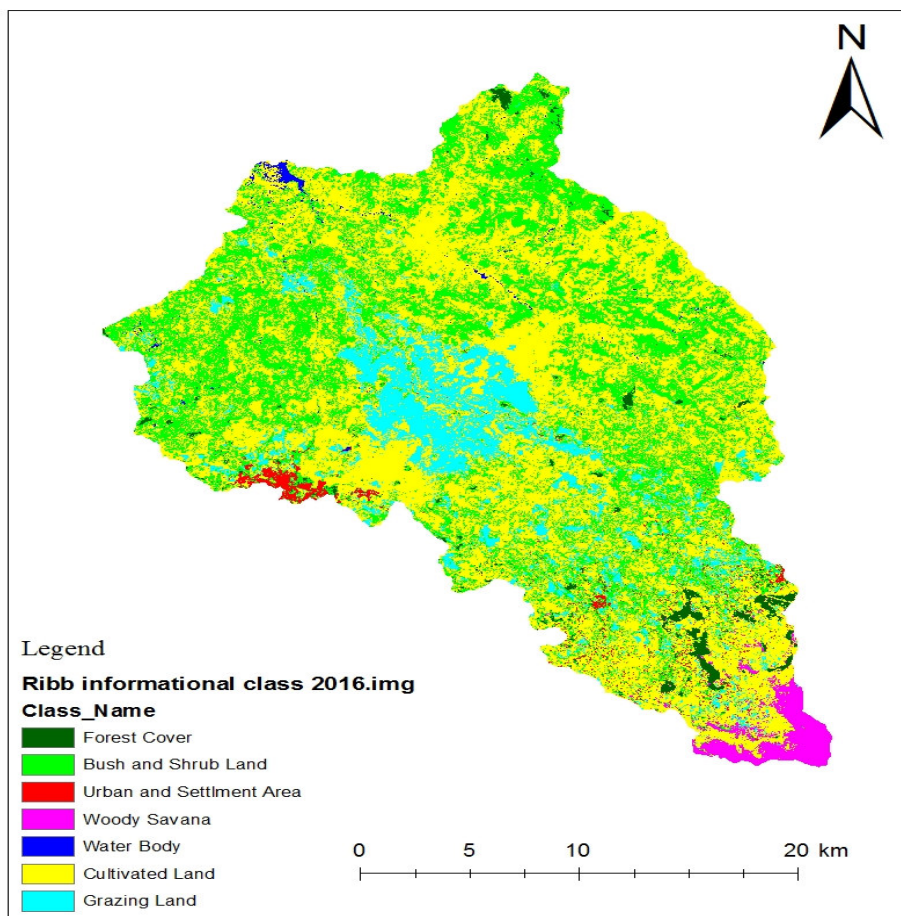 N
Legend
Ribb informational class 2016.img
Class_Name
Forest Cover
Bush and Shrub Land
Urban and Settlment Area
Woody Savana
Water Body
Cultivated Land
Grazing Land
0 5 10 20 km